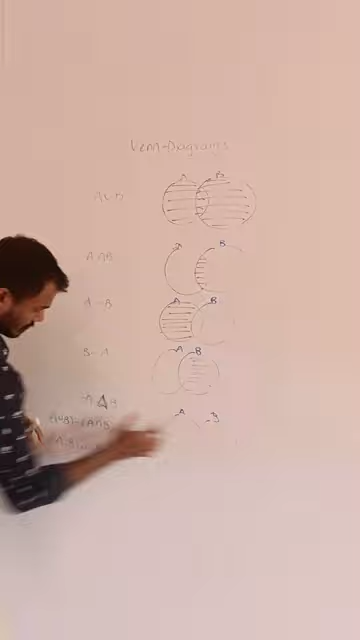 Venn-Diagrams
A∪B
A B
A∩B
B
A-B
A B
B-A
A B
A∆B
A B
(A∪B)-(A∩B)